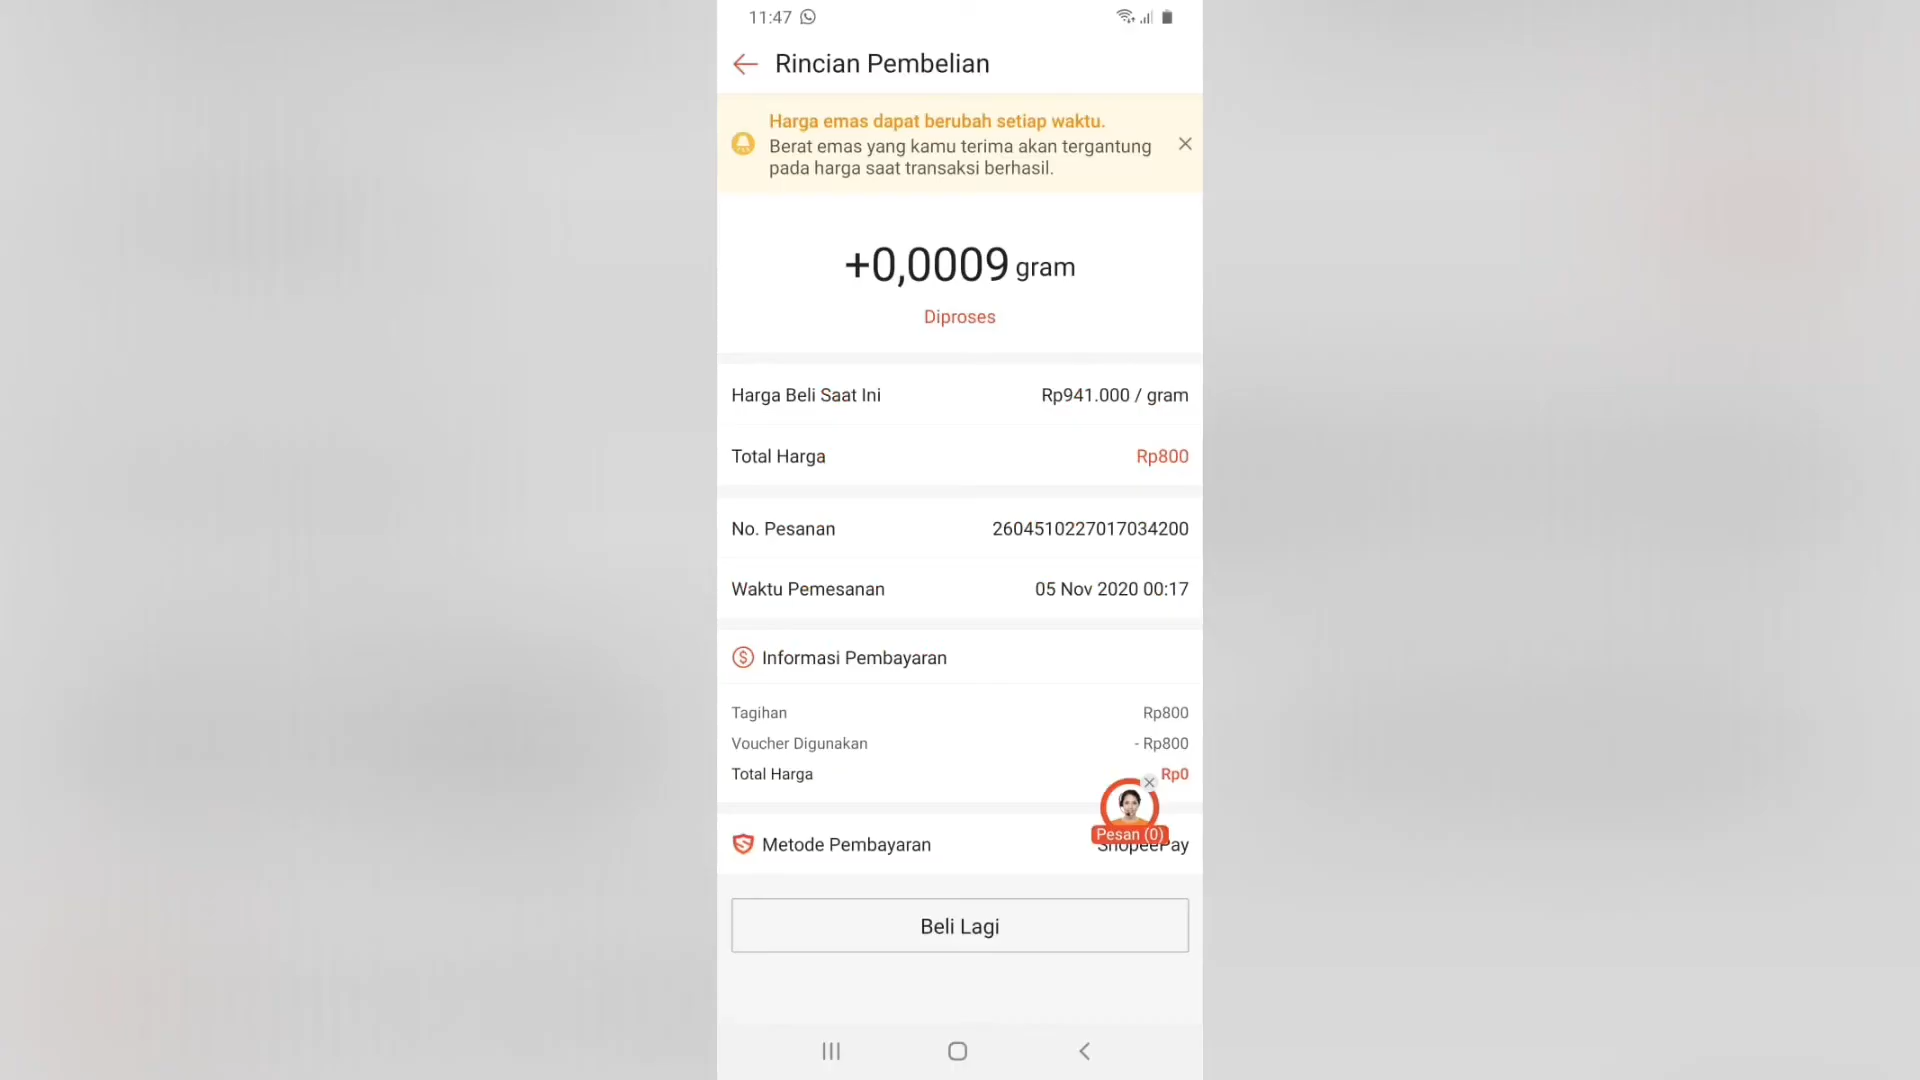 11:47
Rincian Pembelian
Harga emas dapat berubah setiap waktu.
Berat emas yang kamu terima akan tergantung
pada harga saat transaksi berhasil.
+0,0009 gram
Diproses
Harga Beli Saat Ini Rp941.000 / gram
Total Harga Rp800
No. Pesanan 2604510227017034200
Waktu Pemesanan 05 Nov 2020 00:17
Informasi Pembayaran
Tagihan Rp800
Voucher Digunakan - Rp800
Total Harga Rp0
Pesan (0)
Metode Pembayaran ShopeePay
Beli Lagi